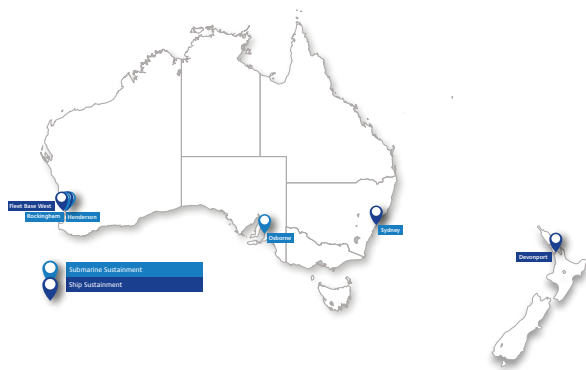 Fleet Base West
Rockingham
Henderson
Osborne
Sydney
Devonport
Submarine Sustainment
Ship Sustainment